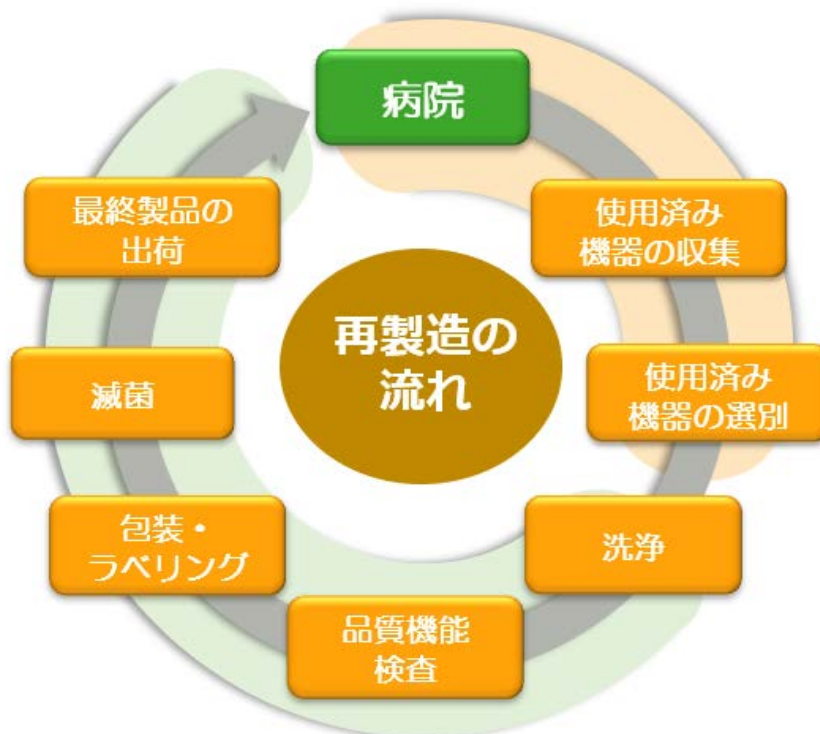 病院
使用済み
機器の収集
使用済み
機器の選別
洗浄
品質機能
検査
包装・
ラベリング
滅菌
最終製品の
出荷
再製造の
流れ